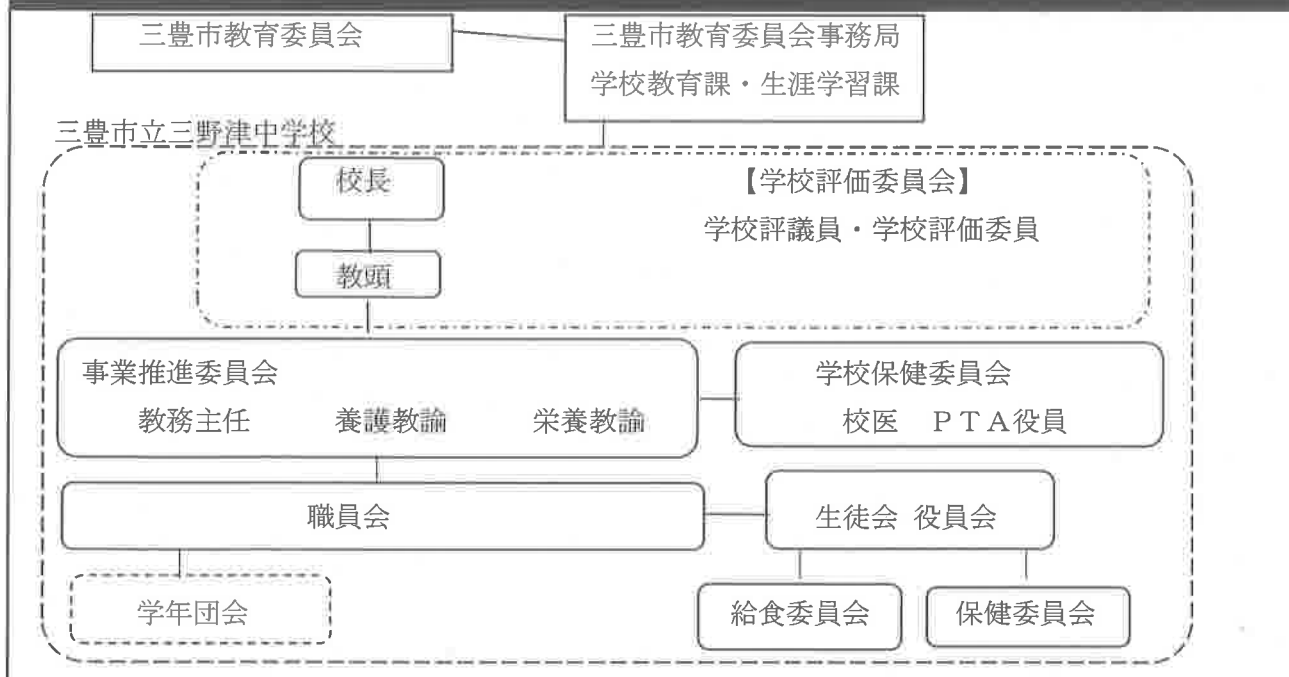 三豊市教育委員会
三豊市教育委員会事務局
学校教育課・生涯学習課
三豊市立三野津中学校
校長
【学校評価委員会】
学校評議員・学校評価委員
教頭
事業推進委員会
教務主任 養護教諭 栄養教諭
学校保健委員会
校医 PTA役員
職員会
生徒会 役員会
学年団会
給食委員会
保健委員会